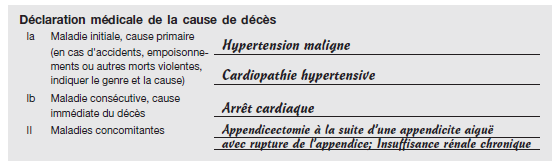 Déclaration médicale de la cause de décès
Ia Maladie initiale, cause primaire
(en cas d'accidents, empoisonne-
ments ou autres morts violentes,
indiquer le genre et la cause)
Hypertension maligne
Cardiopathie hypertensive
Ib Maladie consécutive, cause
immédiate du décès
Arrêt cardiaque
II Maladies concomitantes
Appendicectomie à la suite d'une appendicite aiguë
avec rupture de l'appendice; Insuffisance rénale chronique